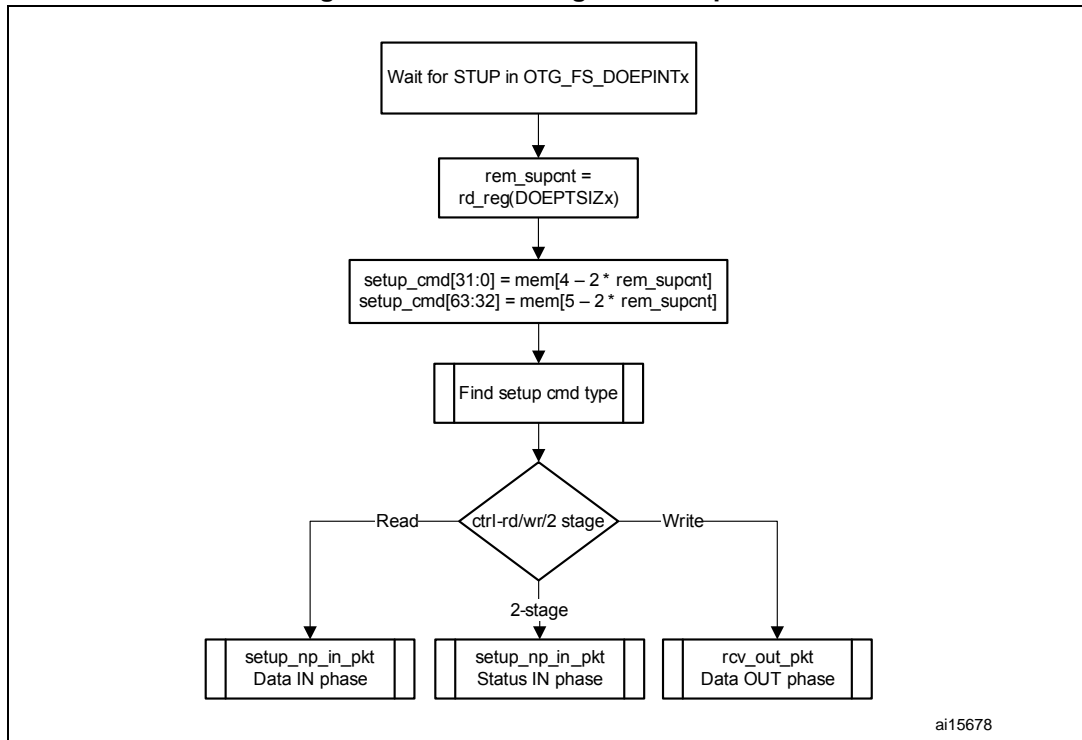 Wait for STUP in OTG_FS_DOEPINTx
rem_supcnt =
rd_reg(DOEPTSIZx)
setup_cmd[31:0] = mem[4 – 2 * rem_supcnt]
setup_cmd[63:32] = mem[5 – 2 * rem_supcnt]
Find setup cmd type
Read
ctrl-rd/wr/2 stage
Write
2-stage
setup_np_in_pkt
Data IN phase
setup_np_in_pkt
Status IN phase
rcv_out_pkt
Data OUT phase
ai15678